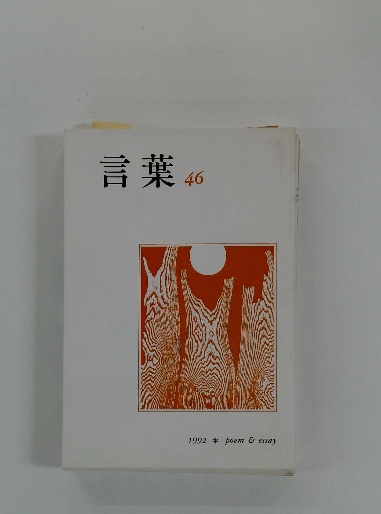 言葉 46
1992 * poem & essay